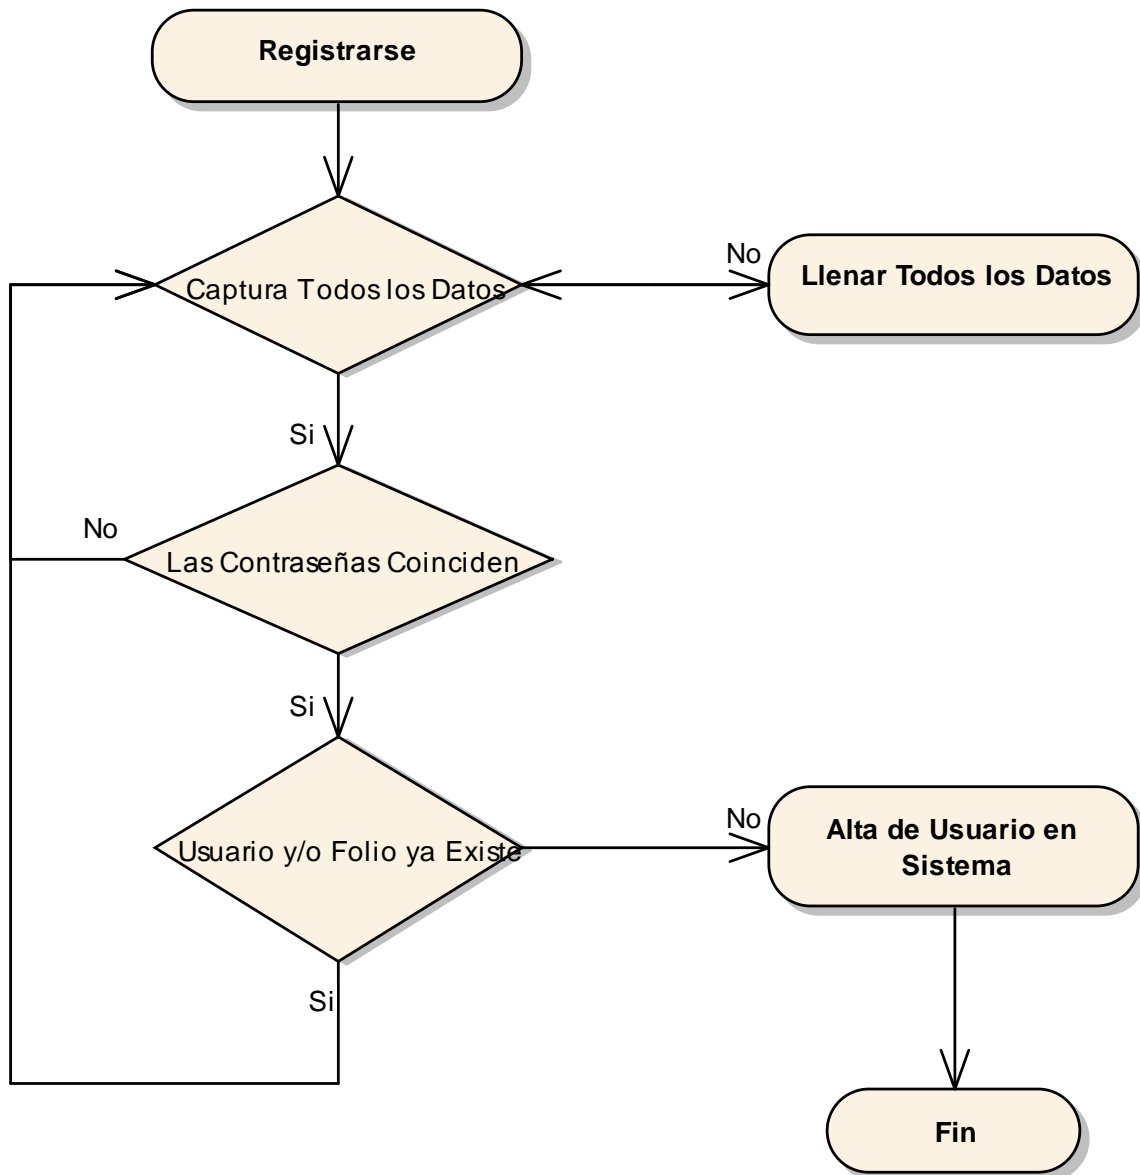 Registrarse
Captura Todos los Datos
No
Llenar Todos los Datos
Si
No
Las Contraseñas Coinciden
Si
Usuario y/o Folio ya Existe
No
Alta de Usuario en
Sistema
Si
Fin